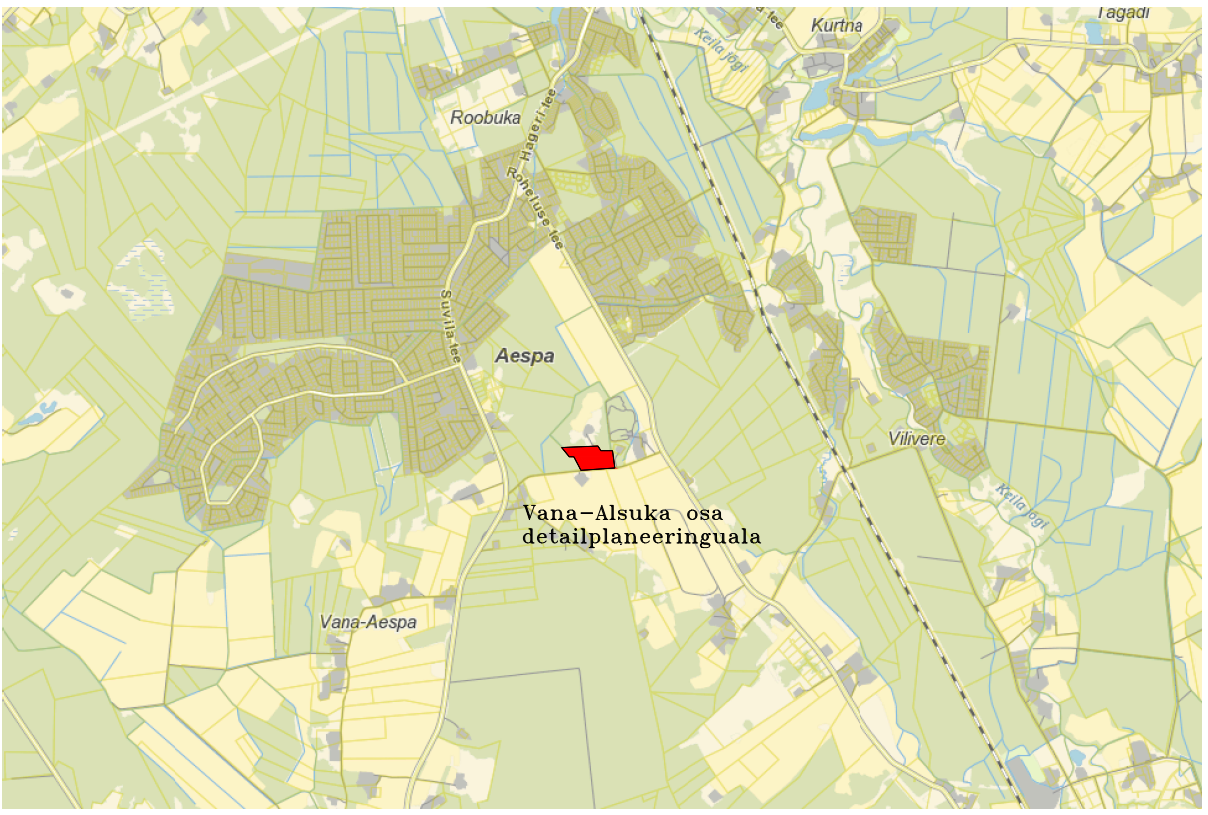 Kurtna
Tagadi
Keila jõgi
Roobuka
Hageri tee
Roheluse tee
Suvila tee
Aespa
Vilivere
Keila jõgi
Vana-Alsuka osa
detailplaneeringuala
Vana-Aespa